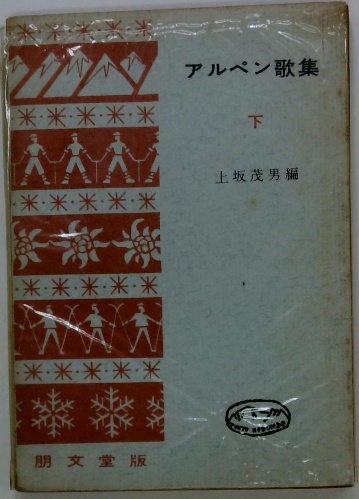 アルペン歌集
下
上坂茂男編
朋文堂版